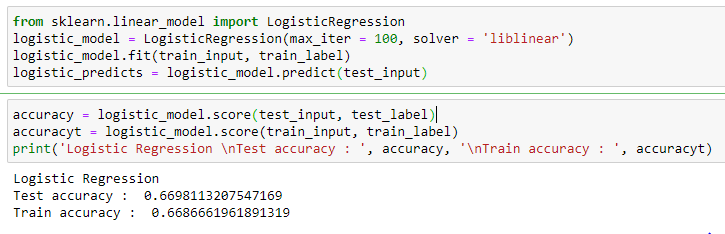 from sklearn.linear_model import LogisticRegression
logistic_model = LogisticRegression(max_iter = 100, solver = 'liblinear')
logistic_model.fit(train_input, train_label)
logistic_predicts = logistic_model.predict(test_input)
accuracy = logistic_model.score(test_input, test_label)
accuracyt = logistic_model.score(train_input, train_label)
print('Logistic Regression \nTest accuracy : ', accuracy, '\nTrain accuracy : ', accuracyt)
Logistic Regression
Test accuracy :  0.6698113207547169
Train accuracy :  0.6686661961891319